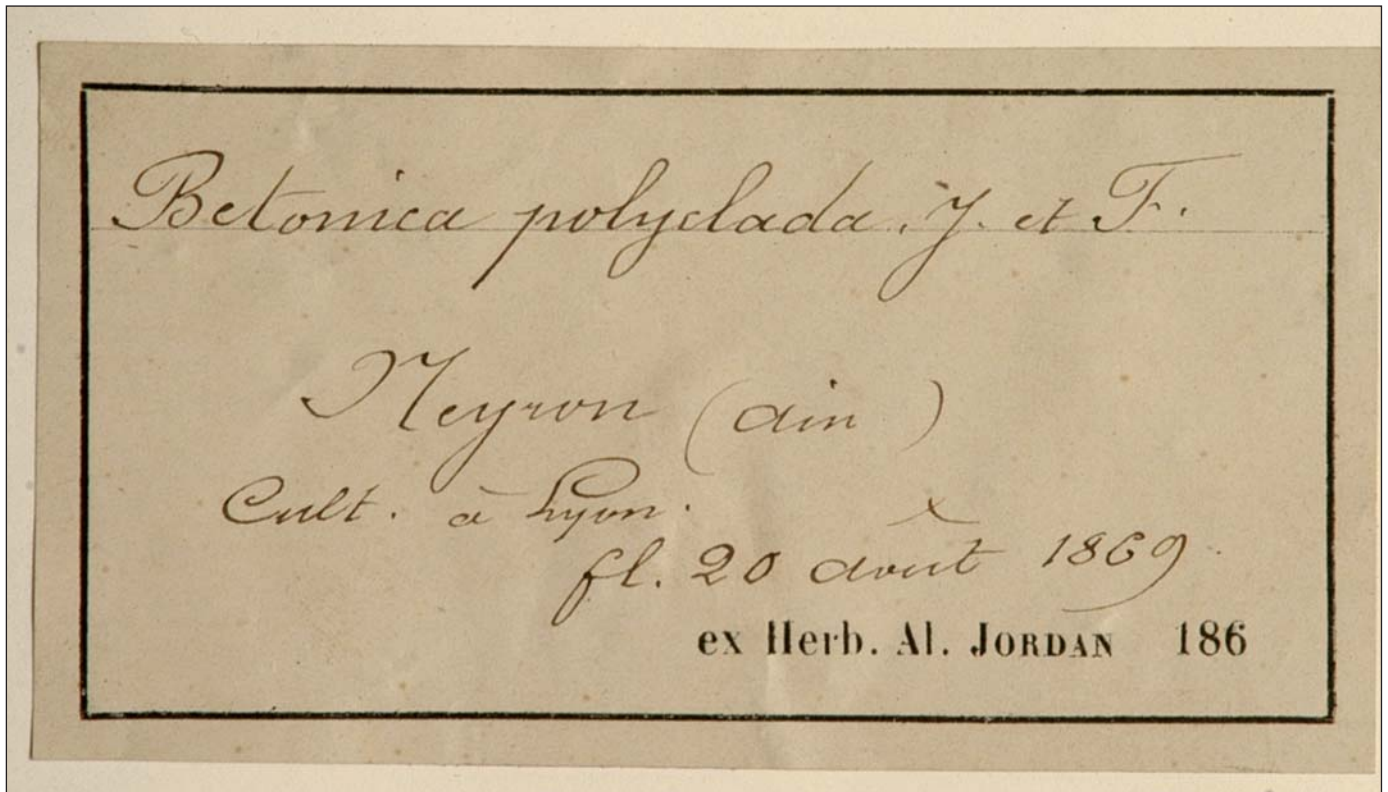 Betonica polyclada J. et F.
Neyron (ain)
Cult. à Lyon.
fl. 20 août 1869
ex Herb. Al. JORDAN 186